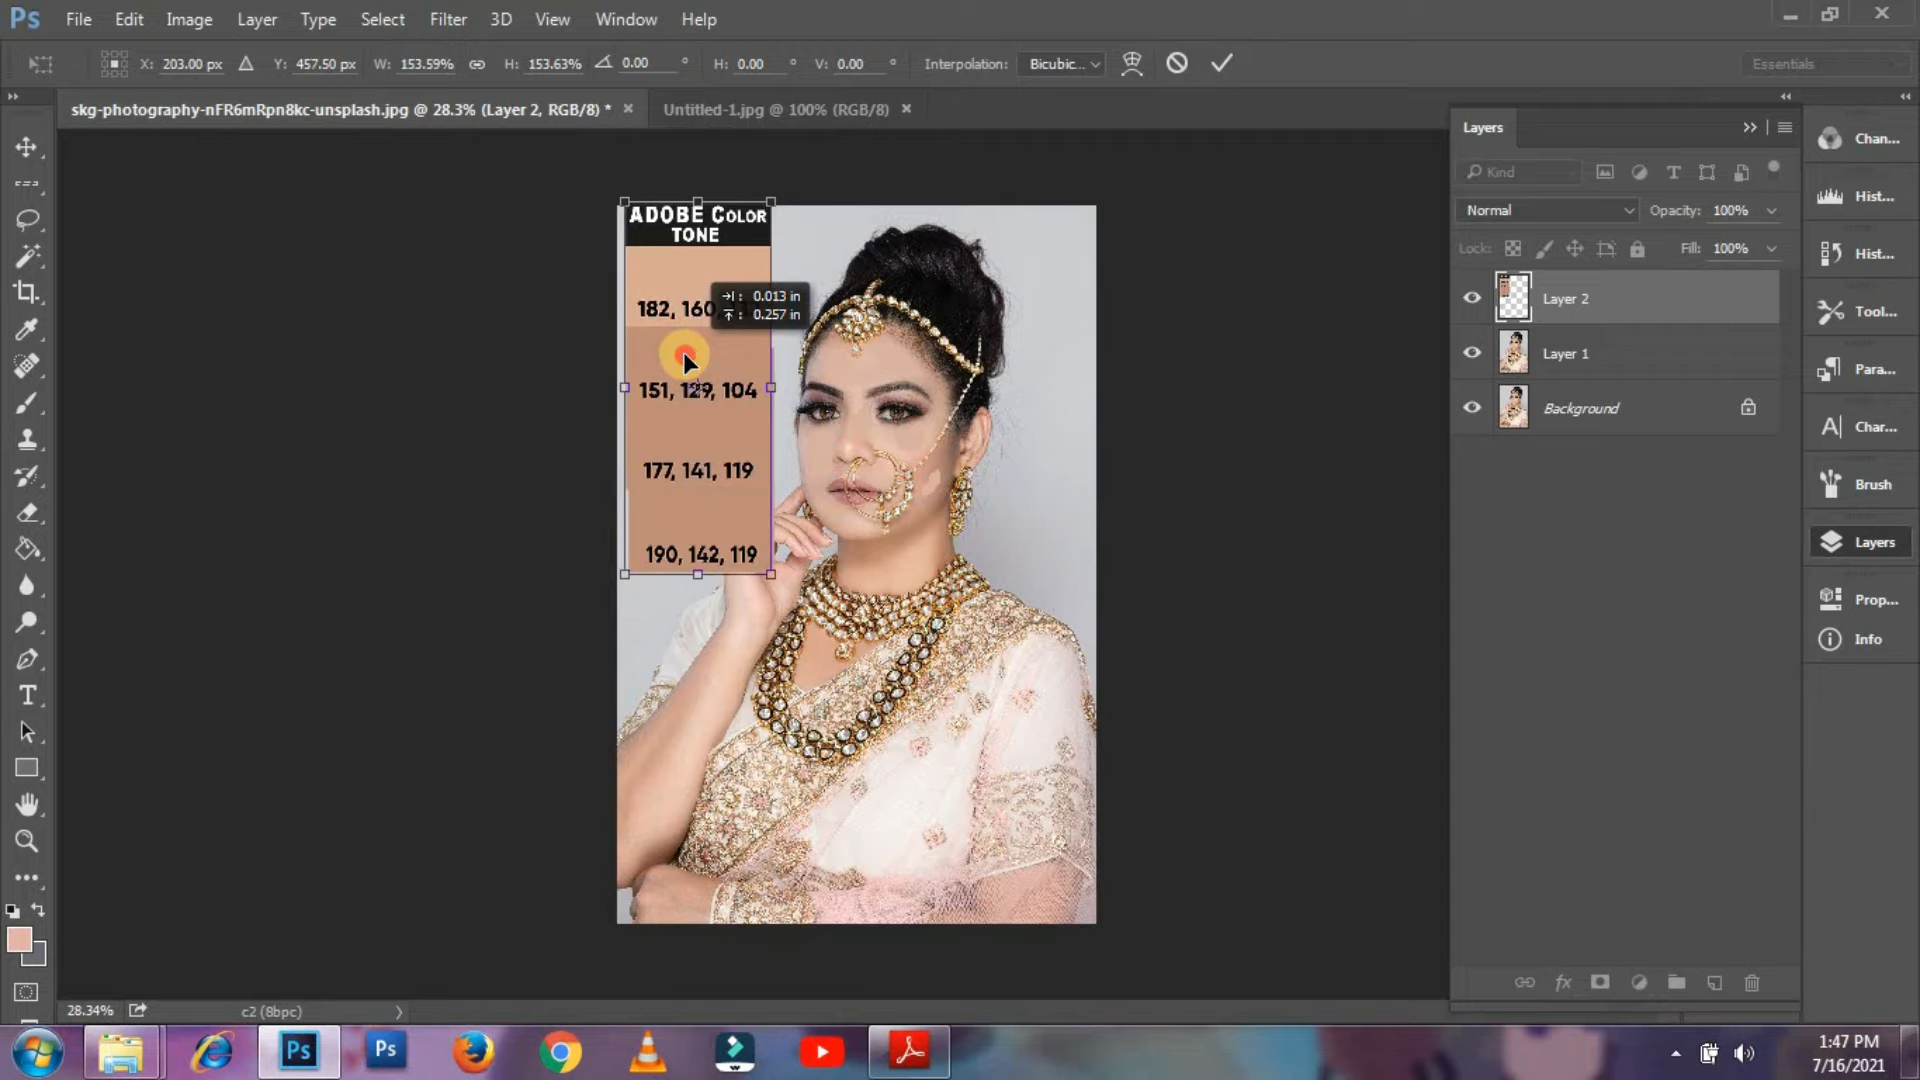 Ps File Edit Image Layer Type Select Filter 3D View Window Help
X: 203.00 px Y: 457.50 px W: 153.59% H: 153.63% 0.00 ° H: 0.00 ° V: 0.00 ° Interpolation: Bicubic... Essentials
skg-photography-nFR6mRpn8kc-unsplash.jpg @ 28.3% (Layer 2, RGB/8) * × Untitled-1.jpg @ 100% (RGB/8) ×
Layers
Kind
Normal Opacity: 100%
Lock: Fill: 100%
Layer 2
Layer 1
Background
Chan...
Hist...
Hist...
Tool...
Para...
Char...
Brush
Layers
Prop...
Info
ADOBE COLOR
TONE
182, 160,
0.013 in
0.257 in
151, 129, 104
177, 141, 119
190, 142, 119
28.34% c2 (8bpc)
Ps Ps
1:47 PM
7/16/2021